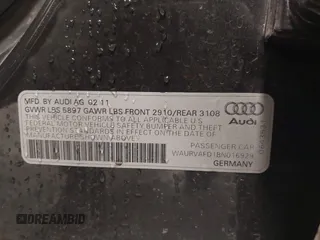 MFD. BY AUDI AG 02 11
GVWR LBS 5897 GAWR LBS FRONT 2910/REAR 3108
THIS VEHICLE CONFORMS TO ALL APPLICABLE U.S.
FEDERAL MOTOR VEHICLE SAFETY BUMPER AND THEFT
PREVENTION STANDARDS IN EFFECT ON THE DATE OF
MANUFACTURE SHOWN ABOVE.
Audi
PASSENGER CAR
GERMANY
DREAMBID